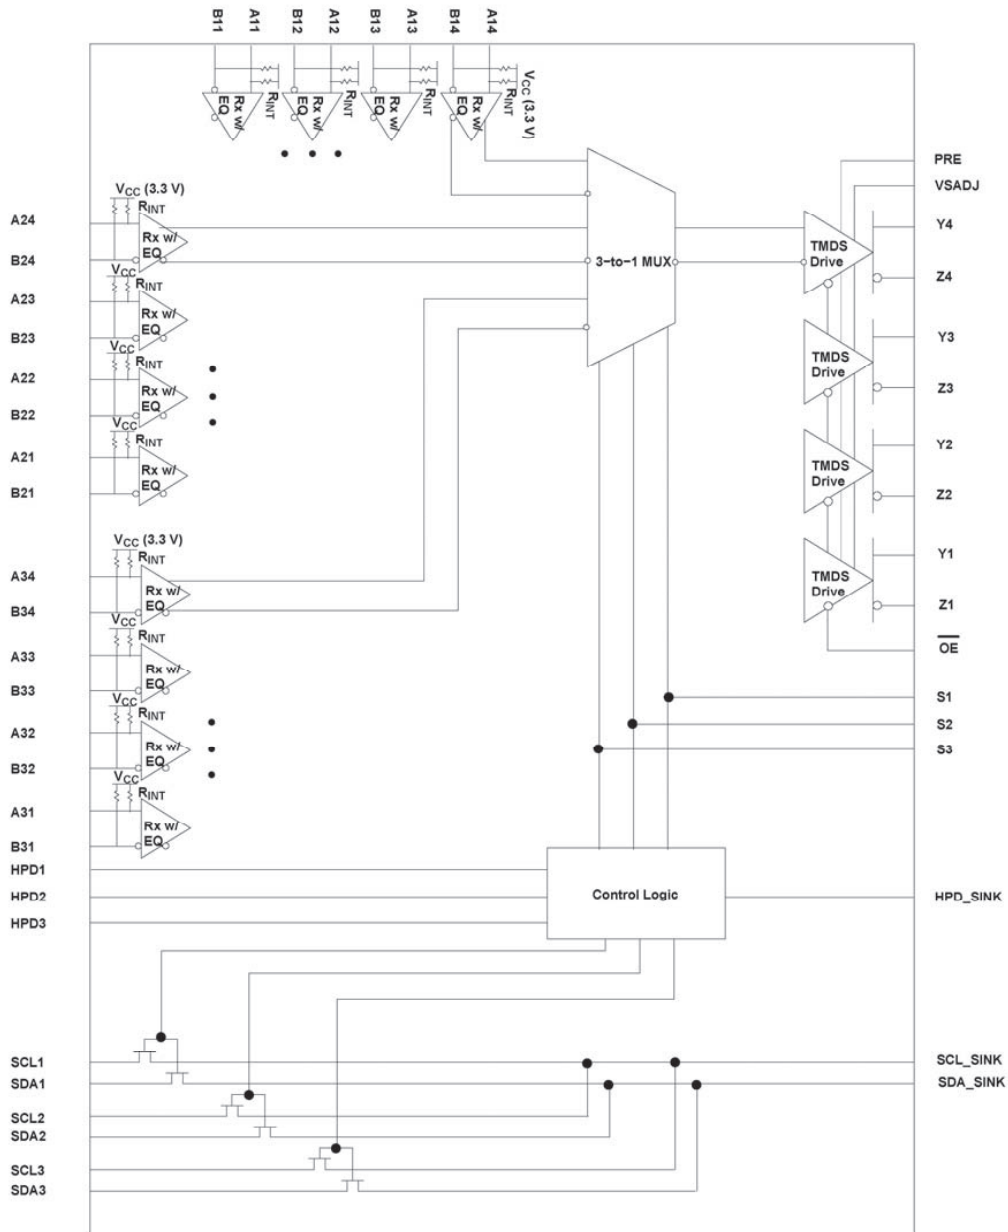 B11
A11
B12
A12
B13
A13
B14
A14
VCC (3.3 V)
RINT
RINT
RINT
RINT
Rx w/
EQ
Rx w/
EQ
Rx w/
EQ
Rx w/
EQ
VCC (3.3 V)
RINT
A24
Rx w/
EQ
B24
VCC
RINT
A23
Rx w/
EQ
B23
VCC
RINT
A22
Rx w/
EQ
B22
VCC
RINT
A21
Rx w/
EQ
B21
VCC (3.3 V)
RINT
A34
Rx w/
EQ
B34
VCC
RINT
A33
Rx w/
EQ
B33
VCC
RINT
A32
Rx w/
EQ
B32
VCC
RINT
A31
Rx w/
EQ
B31
3-to-1 MUX
PRE
VSADJ
Y4
TMDS
Drive
Z4
Y3
TMDS
Drive
Z3
Y2
TMDS
Drive
Z2
Y1
TMDS
Drive
Z1
OE
S1
S2
S3
HPD1
HPD2
HPD3
Control Logic
HPD_SINK
SCL1
SDA1
SCL2
SDA2
SCL3
SDA3
SCL_SINK
SDA_SINK